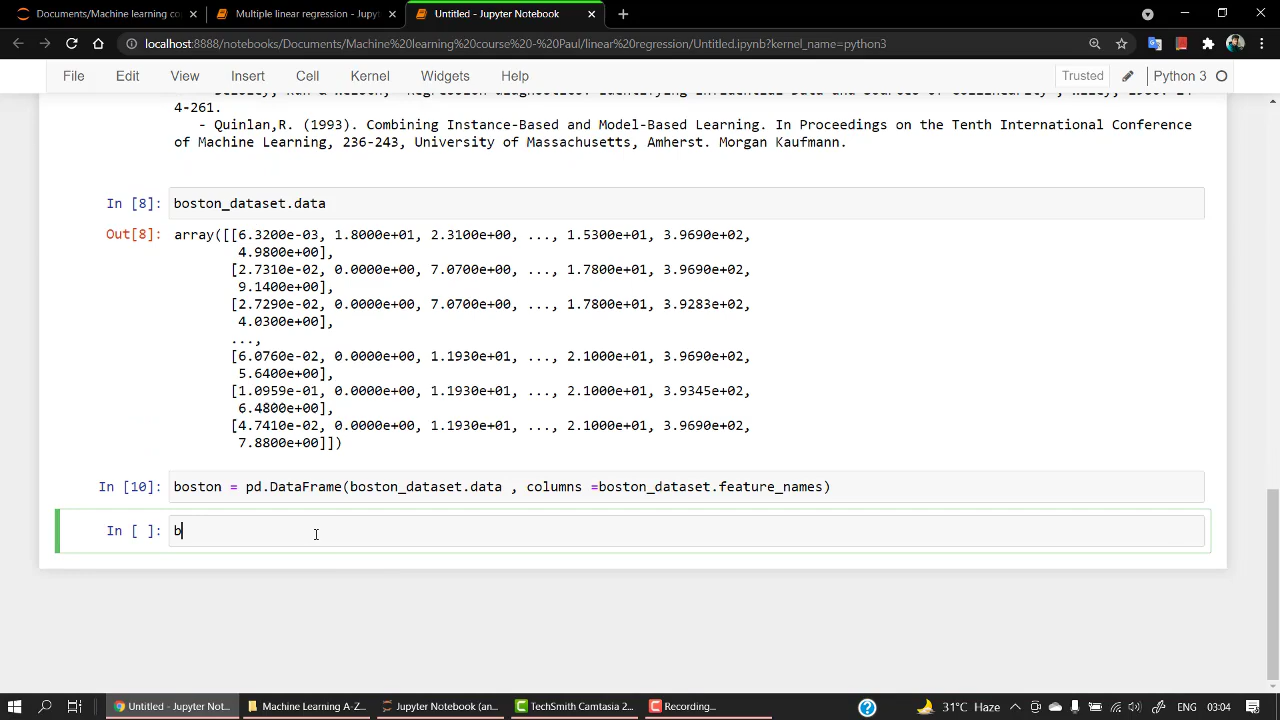 Documents/Machine learning co
Multiple linear regression - Jupyt
Untitled - Jupyter Notebook
localhost:8888/notebooks/Documents/Machine%20learning%20course%20-%20Paul/linear%20regression/Untitled.ipynb?kernel_name=python3
File Edit View Insert Cell Kernel Widgets Help Trusted Python 3
4-261.
- Quinlan,R. (1993). Combining Instance-Based and Model-Based Learning. In Proceedings on the Tenth International Conference
of Machine Learning, 236-243, University of Massachusetts, Amherst. Morgan Kaufmann.
In [8]: boston_dataset.data
Out[8]: array([[6.3200e-03, 1.8000e+01, 2.3100e+00, ..., 1.5300e+01, 3.9690e+02,
4.9800e+00],
[2.7310e-02, 0.0000e+00, 7.0700e+00, ..., 1.7800e+01, 3.9690e+02,
9.1400e+00],
[2.7290e-02, 0.0000e+00, 7.0700e+00, ..., 1.7800e+01, 3.9283e+02,
4.0300e+00],
...,
[6.0760e-02, 0.0000e+00, 1.1930e+01, ..., 2.1000e+01, 3.9690e+02,
5.6400e+00],
[1.0959e-01, 0.0000e+00, 1.1930e+01, ..., 2.1000e+01, 3.9345e+02,
6.4800e+00],
[4.7410e-02, 0.0000e+00, 1.1930e+01, ..., 2.1000e+01, 3.9690e+02,
7.8800e+00]])
In [10]: boston = pd.DataFrame(boston_dataset.data , columns =boston_dataset.feature_names)
In [ ]: b
Untitled - Jupyter Not... Machine Learning A-Z... Jupyter Notebook (an... TechSmith Camtasia 2... Recording... 31°C Haze ENG 03:04